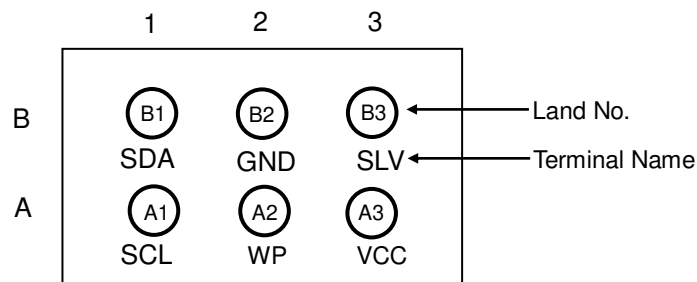 1 2 3
B B1 B2 B3 Land No.
SDA GND SLV Terminal Name
A A1 A2 A3
SCL WP VCC